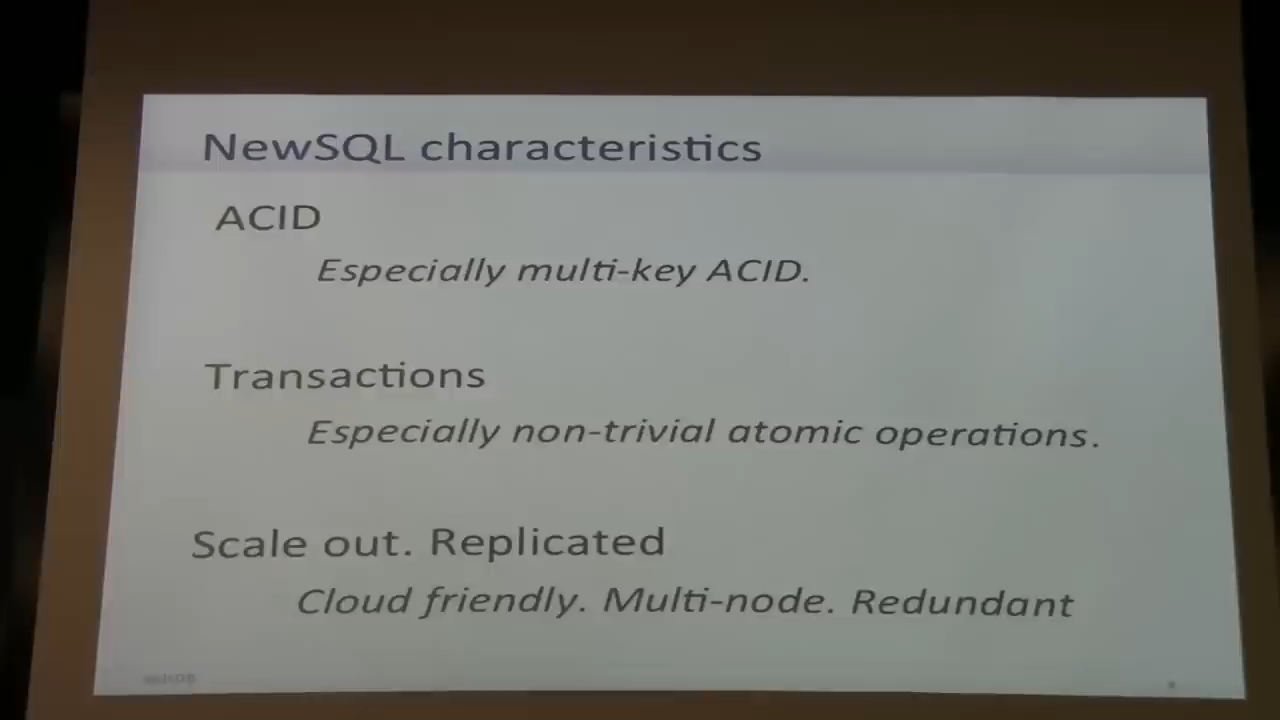 NewSQL characteristics
ACID
Especially multi-key ACID.
Transactions
Especially non-trivial atomic operations.
Scale out. Replicated
Cloud friendly. Multi-node. Redundant